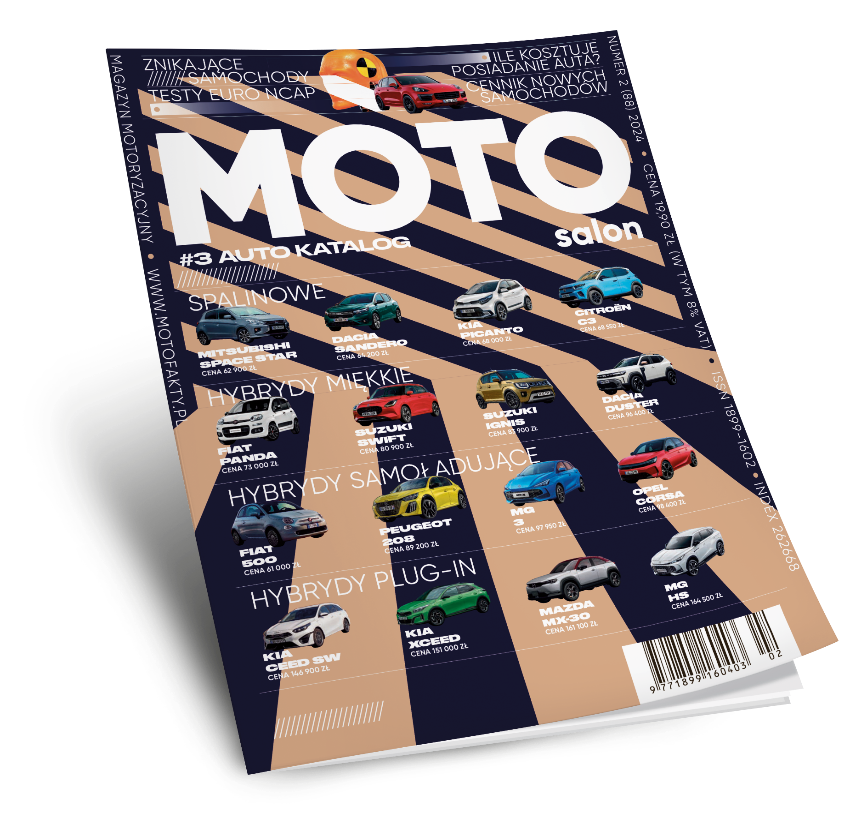 ZNIKAJĄCE
SAMOCHODY
TESTY EURO NCAP
ILE KOSZTUJE
POSIADANIE AUTA?
CENNIK NOWYCH
SAMOCHODÓW
MAGAZYN MOTORYZACYJNY • WWW.MOTOFAKTY.PL
NUMER 2 (88) 2024 • CENA 19,90 ZŁ (W TYM 8% VAT) • ISSN 1899-1602 • INDEX 262668
MOTO
salon
#3 AUTO KATALOG
SPALINOWE
MITSUBISHI
SPACE STAR
CENA 62 900 ZŁ
DACIA
SANDERO
CENA 200 ZŁ
KIA
PICANTO
CENA 68 000 ZŁ
CITROËN
C3
CENA 550 ZŁ
HYBRYDY MIĘKKIE
FIAT
PANDA
CENA 73 000 ZŁ
SUZUKI
SWIFT
CENA 80 900 ZŁ
SUZUKI
IGNIS
CENA 900 ZŁ
DACIA
DUSTER
CENA 96 400 ZŁ
HYBRYDY SAMOŁADUJĄCE
FIAT
500
CENA 61 000 ZŁ
PEUGEOT
208
CENA 89 200 ZŁ
MG
3
CENA 97 950 ZŁ
OPEL
CORSA
CENA 98 600 ZŁ
HYBRYDY PLUG-IN
KIA
CEED SW
CENA 146 900 ZŁ
KIA
XCEED
CENA 151 000 ZŁ
MAZDA
MX-30
CENA 161 100 ZŁ
MG
HS
CENA 164 500 ZŁ
02
9 771899 160403